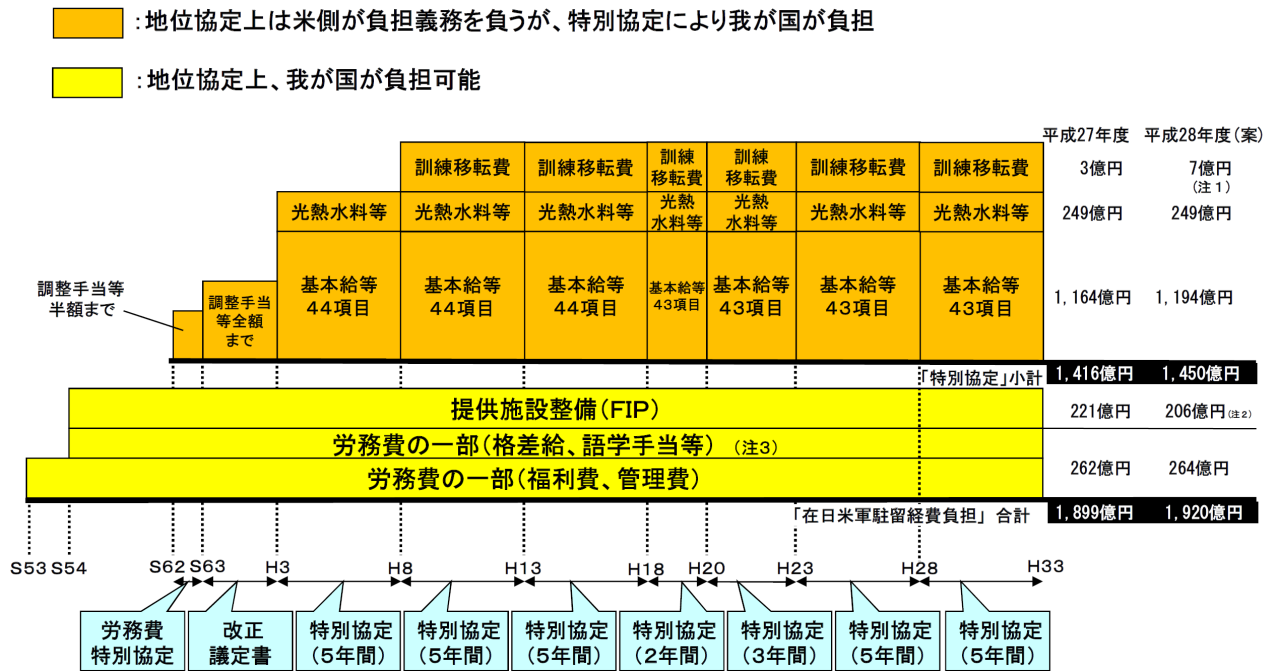 ：地位協定上は米側が負担義務を負うが、特別協定により我が国が負担
：地位協定上、我が国が負担可能
平成27年度 平成28年度(案)
訓練移転費 訓練移転費 訓練 訓練 訓練移転費 訓練移転費 3億円 7億円
移転費 移転費 (注１)
光熱水料等 光熱水料等 光熱水料等 光熱 光熱 光熱水料等 光熱水料等 249億円 249億円
水料等 水料等
調整手当等
半額まで
調整手当
等全額
まで
基本給等 基本給等 基本給等 基本給等 基本給等 基本給等 基本給等
44項目 44項目 44項目 43項目 43項目 43項目 43項目
1,164億円 1,194億円
「特別協定」小計 1,416億円 1,450億円
提供施設整備(FIP) 221億円 206億円(注2)
労務費の一部(格差給、語学手当等) (注3)
262億円 264億円
労務費の一部(福利費、管理費)
「在日米軍駐留経費負担」 合計 1,899億円 1,920億円
S53 S54 S62 S63 H3 H8 H13 H18 H20 H23 H28 H33
労務費 改正 特別協定 特別協定 特別協定 特別協定 特別協定 特別協定 特別協定
特別協定 議定書 (5年間) (5年間) (5年間) (2年間) (3年間) (5年間) (5年間)